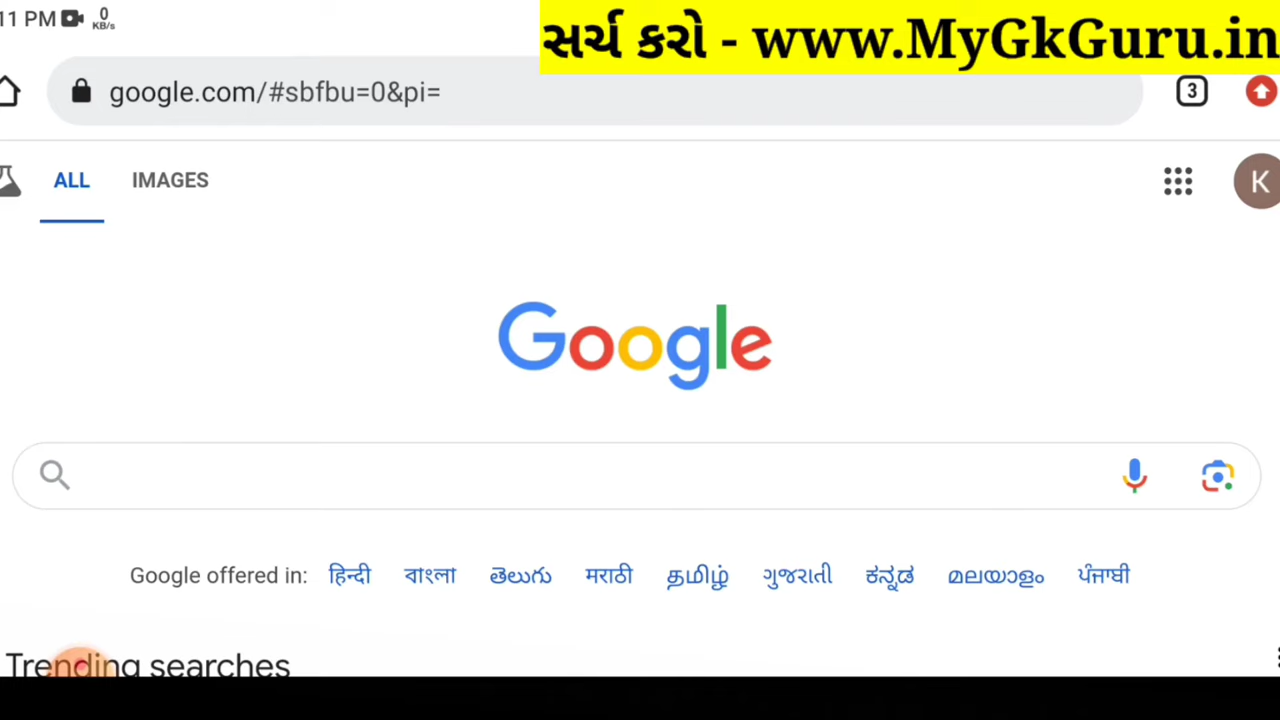 11 PM 0 KB/s
સર્ચ કરો - www.MyGkGuru.in
google.com/#sbfbu=0&pi=
3
ALL IMAGES
K
Google
Google offered in: हिन्दी বাংলা తెలుగు मराठी தமிழ் ગુજરાતી ಕನ್ನಡ മലയാളം ਪੰਜਾਬੀ
Trending searches